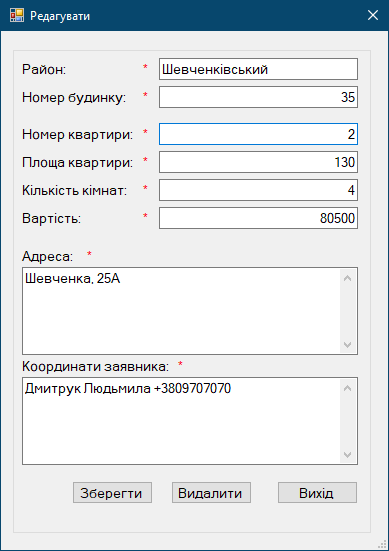 Редагувати
Район: * Шевченківський
Номер будинку: * 35
Номер квартири: * 2
Площа квартири: * 130
Кількість кімнат: * 4
Вартість: * 80500
Адреса: *
Шевченка, 25А
Координати заявника: *
Дмитрук Людьмила +3809707070
Зберегти Видалити Вихід